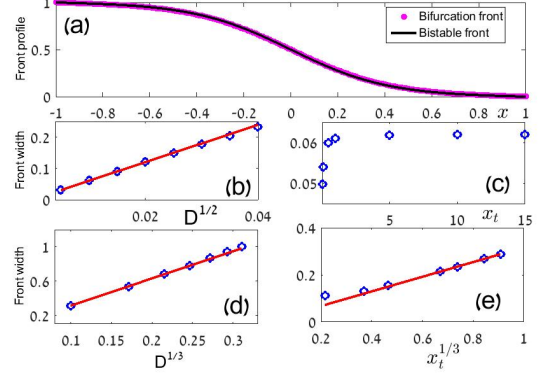 Front profile
1
0.5
0
(a)
Bifurcation front
Bistable front
-1 -0.8 -0.6 -0.4 -0.2 0 0.2 0.4 0.6 x 1
Front width
0.2
0.1
0
(b)
0.02 0.04
D^{1/2}
0.06
0.05
(c)
5 10 15
x_t
Front width
1
0.6
0.2
(d)
0.1 0.15 0.2 0.25 0.3
D^{1/3}
0.4
0.2
0
(e)
0.2 0.4 0.6 0.8 1
x_t^{1/3}